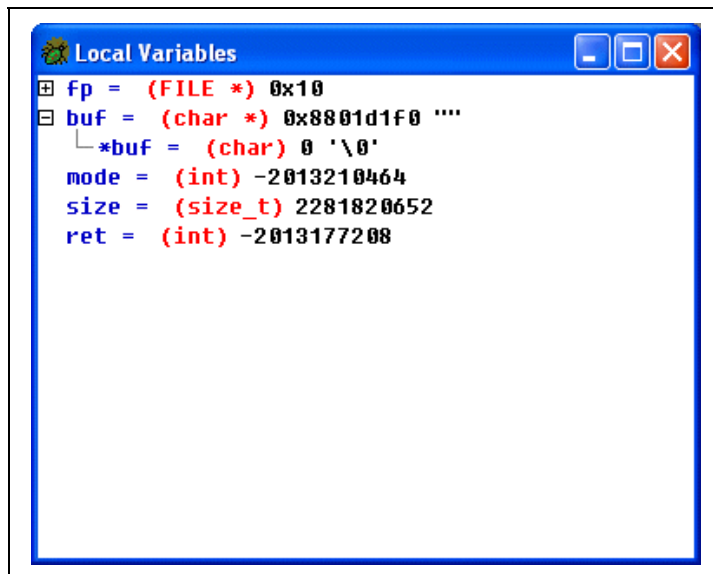 Local Variables
fp = (FILE *) 0x10
buf = (char *) 0x8801d1f0 ""
*buf = (char) 0 '\0'
mode = (int) -2013210464
size = (size_t) 2281820652
ret = (int) -2013177208